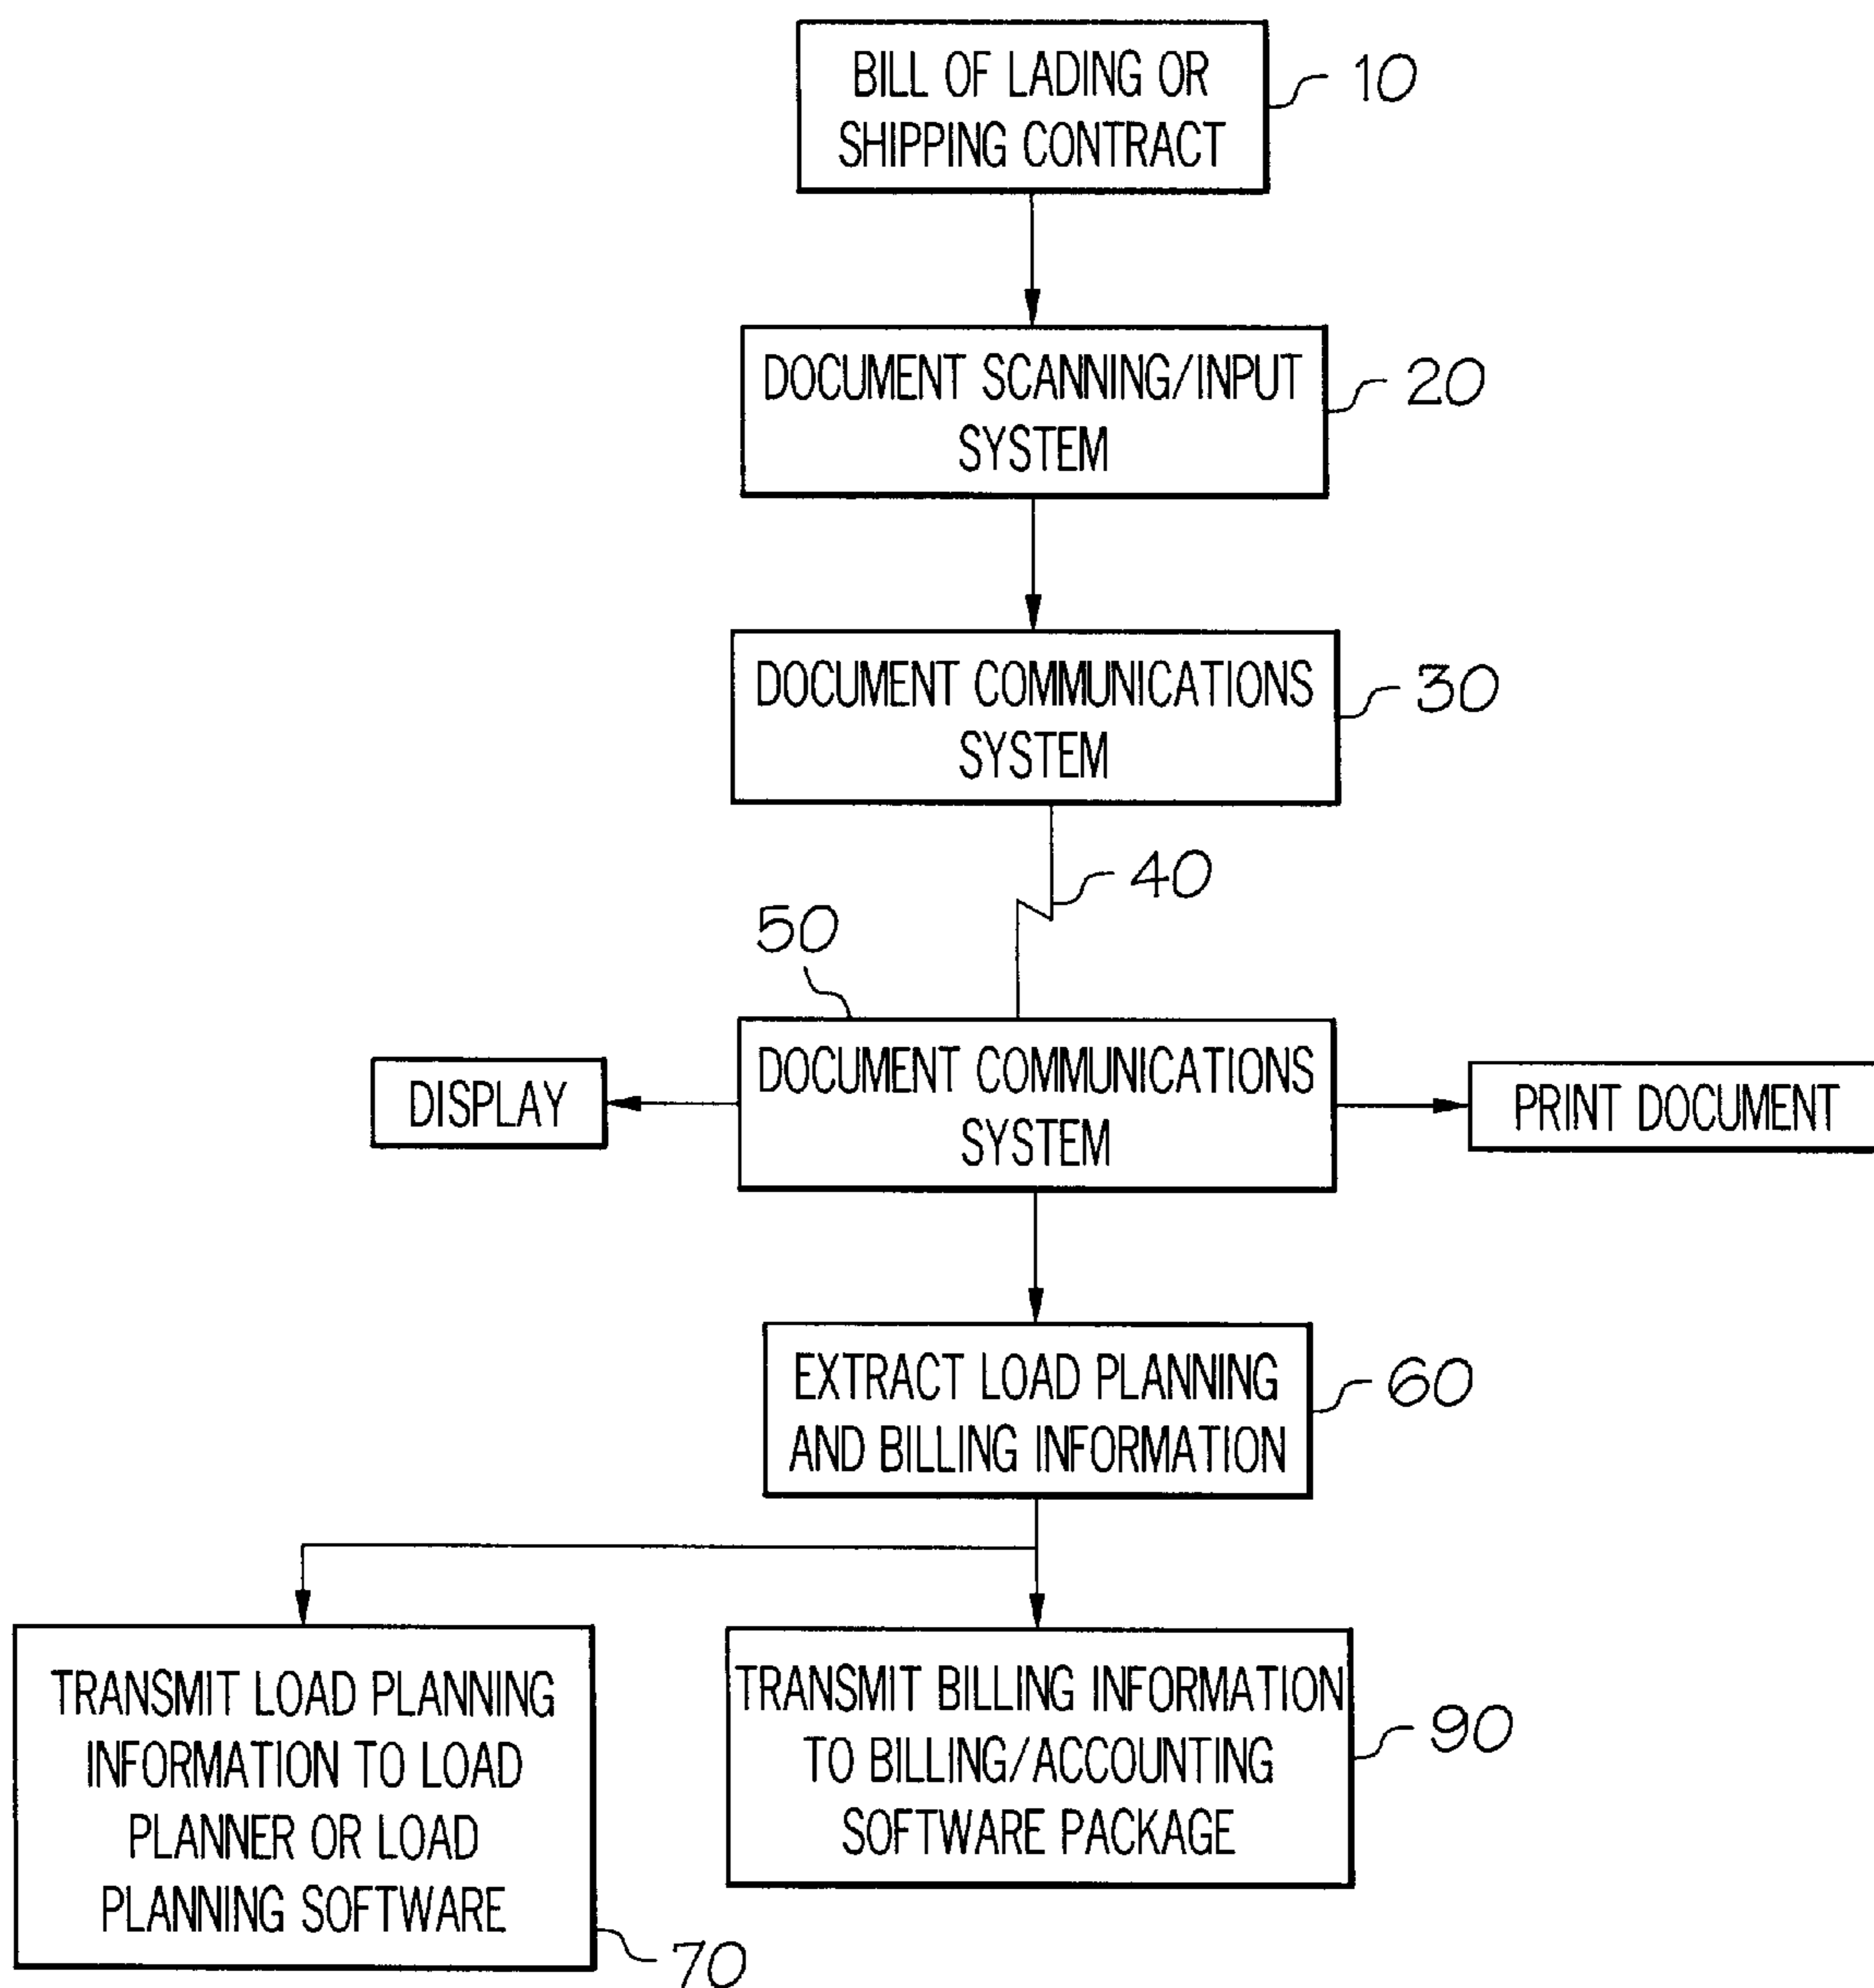 BILL OF LADING OR
SHIPPING CONTRACT
10
DOCUMENT SCANNING/INPUT
SYSTEM
20
DOCUMENT COMMUNICATIONS
SYSTEM
30
40
50
DISPLAY
DOCUMENT COMMUNICATIONS
SYSTEM
PRINT DOCUMENT
EXTRACT LOAD PLANNING
AND BILLING INFORMATION
60
TRANSMIT LOAD PLANNING
INFORMATION TO LOAD
PLANNER OR LOAD
PLANNING SOFTWARE
70
TRANSMIT BILLING INFORMATION
TO BILLING/ACCOUNTING
SOFTWARE PACKAGE
90